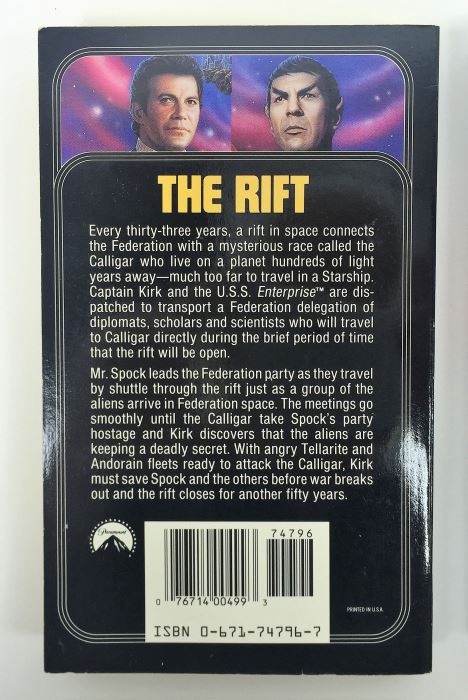 THE RIFT
Every thirty-three years, a rift in space connects
the Federation with a mysterious race called the
Calligar who live on a planet hundreds of light
years away—much too far to travel in a Starship.
Captain Kirk and the U.S.S. Enterprise™ are dis-
patched to transport a Federation delegation of
diplomats, scholars and scientists who will travel
to Calligar directly during the brief period of time
that the rift will be open.
Mr. Spock leads the Federation party as they travel
by shuttle through the rift just as a group of the
aliens arrive in Federation space. The meetings go
smoothly until the Calligar take Spock's party
hostage and Kirk discovers that the aliens are
keeping a deadly secret. With angry Tellarite and
Andorain fleets ready to attack the Calligar, Kirk
must save Spock and the others before war breaks
out and the rift closes for another fifty years.
Paramount
74796
0 76714 00499 3
ISBN 0-671-74796-7
PRINTED IN U.S.A.